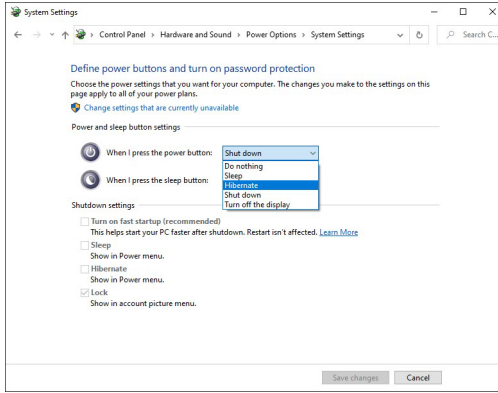 System Settings
Control Panel > Hardware and Sound > Power Options > System Settings
Search C...
Define power buttons and turn on password protection
Choose the power settings that you want for your computer. The changes you make to the settings on this
page apply to all of your power plans.
Change settings that are currently unavailable
Power and sleep button settings
When I press the power button: Shut down
Do nothing
Sleep
When I press the sleep button: Hibernate
Shut down
Turn off the display
Shutdown settings
Turn on fast startup (recommended)
This helps start your PC faster after shutdown. Restart isn't affected. Learn More
Sleep
Show in Power menu.
Hibernate
Show in Power menu.
Lock
Show in account picture menu.
Save changes Cancel